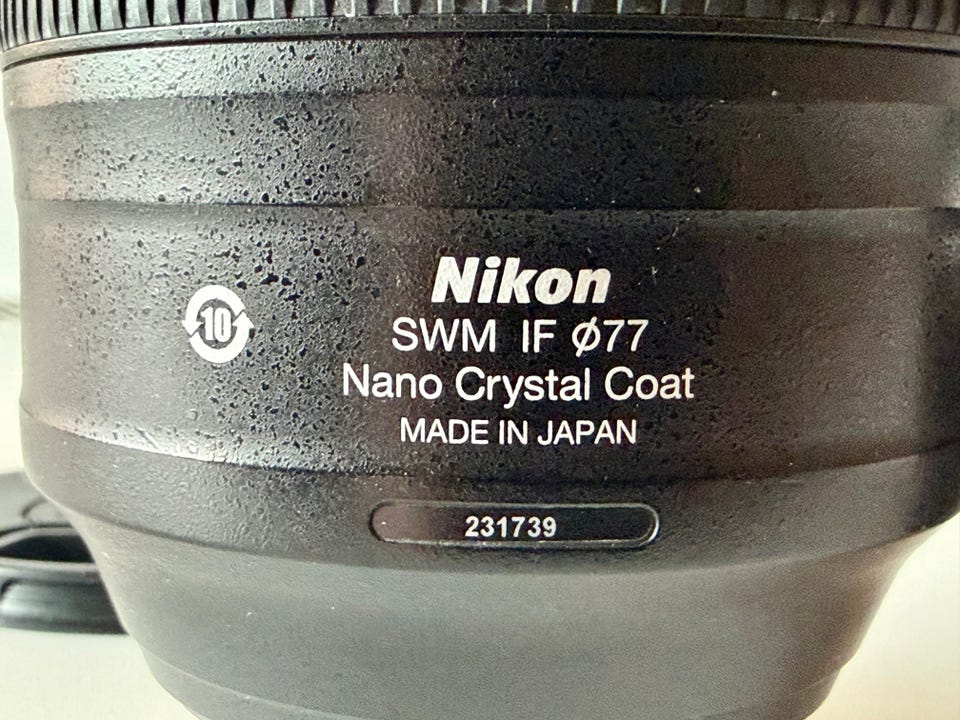 Nikon
10
SWM IF ø77
Nano Crystal Coat
MADE IN JAPAN
231739